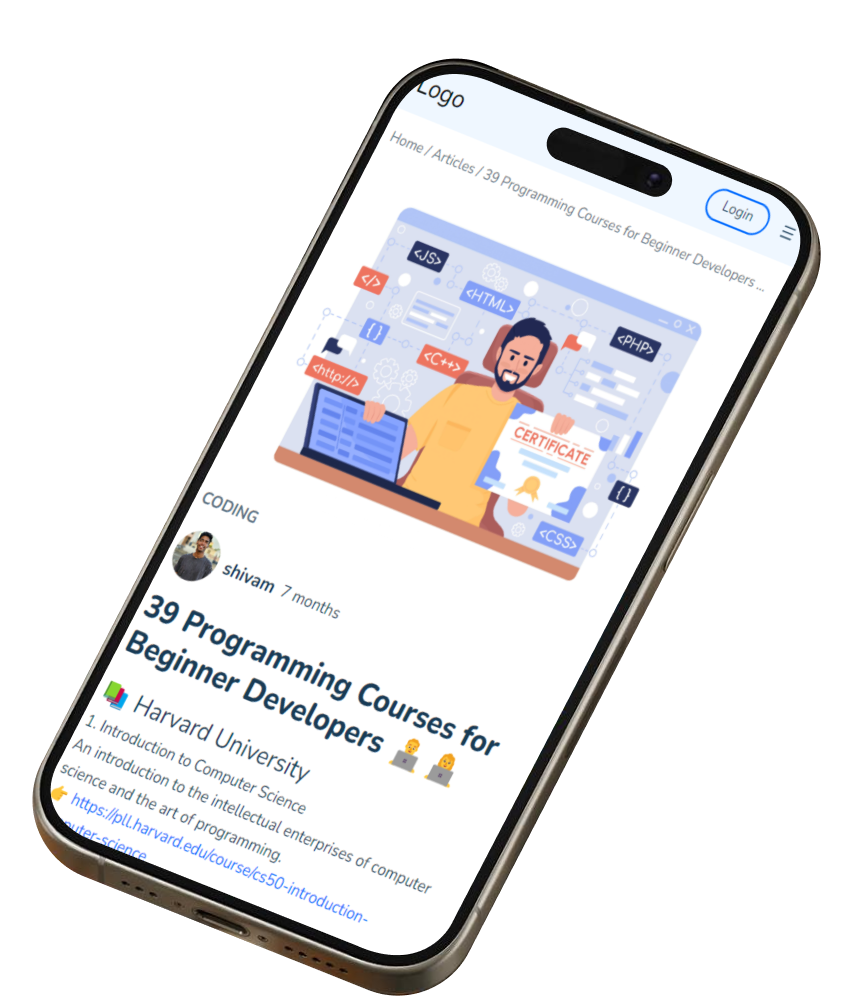 Logo
Login
Home / Articles / 39 Programming Courses for Beginner Developers ...
<JS>
</>
<HTML>
<PHP>
{ }
<C++>
<http://>
CERTIFICATE
{ }
<CSS>
CODING
shivam 7 months
39 Programming Courses for
Beginner Developers 👨‍💻 👩‍💻
📚 Harvard University
1. Introduction to Computer Science
An introduction to the intellectual enterprises of computer
science and the art of programming.
👉 https://pll.harvard.edu/course/cs50-introduction-
puter-science